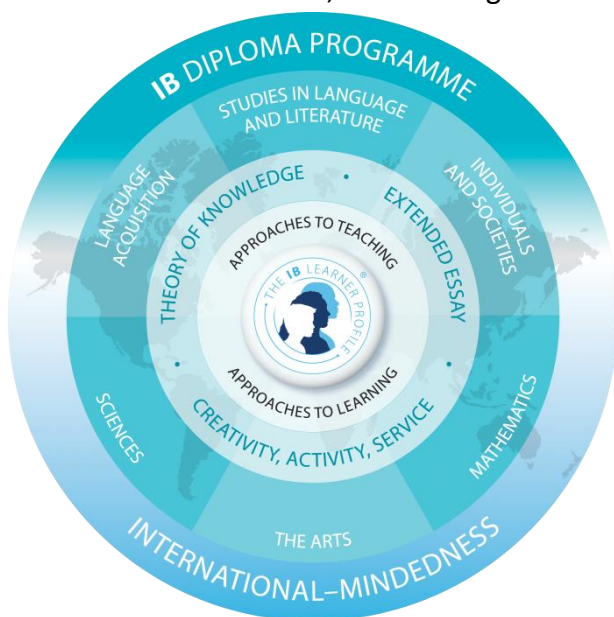 IB DIPLOMA PROGRAMME
STUDIES IN LANGUAGE
AND LITERATURE
LANGUAGE
ACQUISITION
INDIVIDUALS
AND SOCIETIES
THEORY OF KNOWLEDGE •
EXTENDED ESSAY •
APPROACHES TO TEACHING
THE IB LEARNER PROFILE ®
APPROACHES TO LEARNING
CREATIVITY, ACTIVITY, SERVICE •
SCIENCES
MATHEMATICS
THE ARTS
INTERNATIONAL–MINDEDNESS